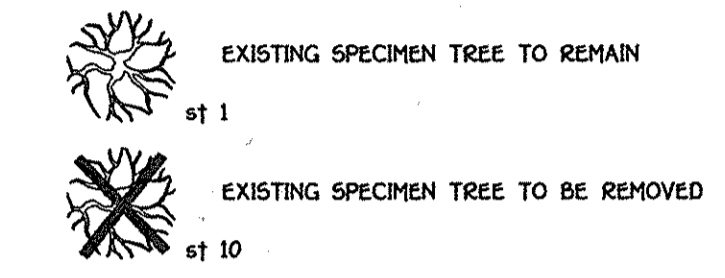 EXISTING SPECIMEN TREE TO REMAIN
st 1
EXISTING SPECIMEN TREE TO BE REMOVED
st 10